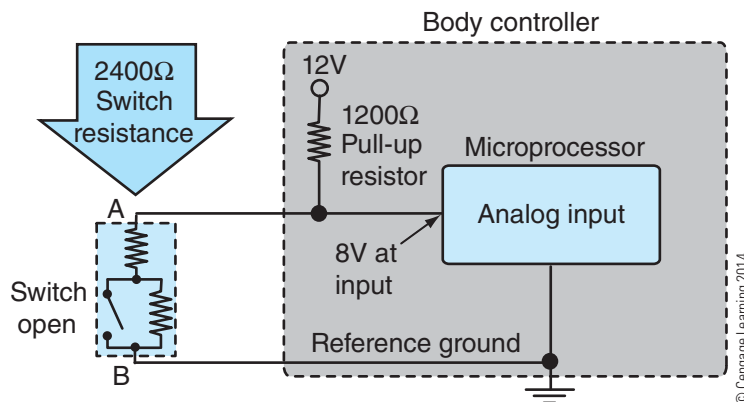 Body controller
2400Ω
Switch
resistance
12V
1200Ω
Pull-up
resistor
Microprocessor
Analog input
A
8V at
input
Switch
open
B
Reference ground
© Cengage Learning 2014